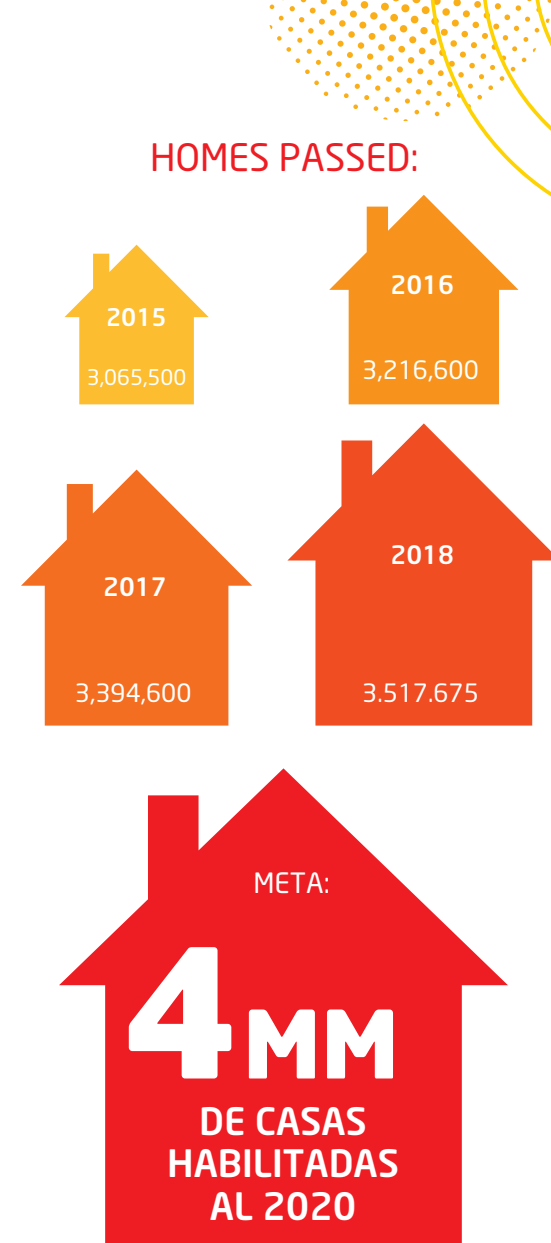 HOMES PASSED:
2015
3,065,500
2016
3,216,600
2017
3,394,600
2018
3.517.675
META:
4MM
DE CASAS
HABILITADAS
AL 2020